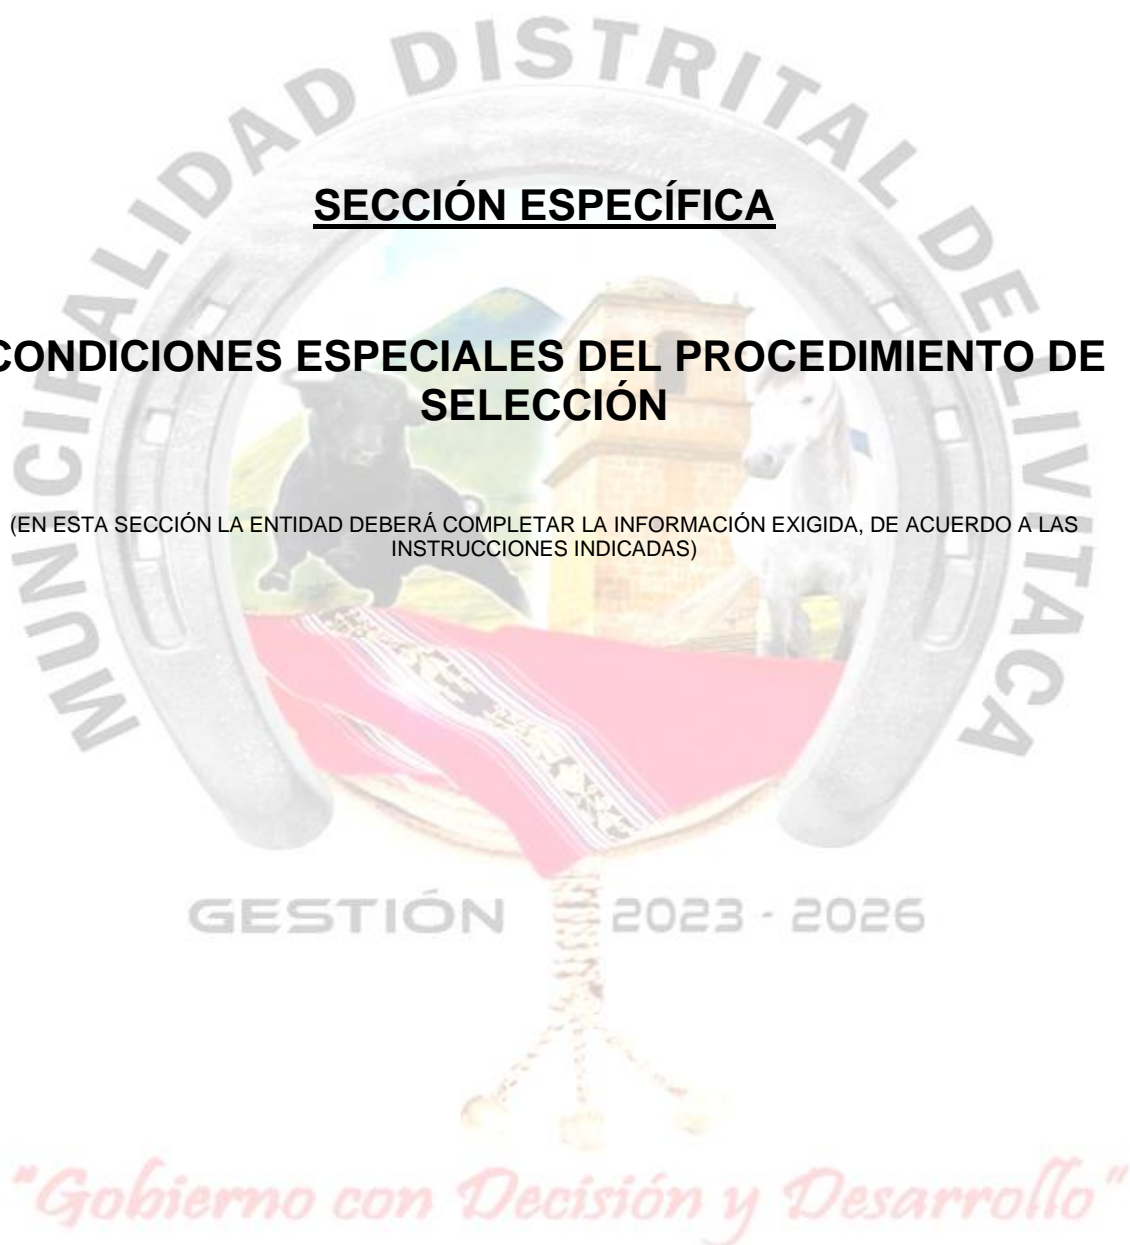 MUNICIPALIDAD DISTRITAL DE LIVITACA
SECCIÓN ESPECÍFICA
CONDICIONES ESPECIALES DEL PROCEDIMIENTO DE
SELECCIÓN
(EN ESTA SECCIÓN LA ENTIDAD DEBERÁ COMPLETAR LA INFORMACIÓN EXIGIDA, DE ACUERDO A LAS
INSTRUCCIONES INDICADAS)
GESTIÓN 2023 - 2026
"Gobierno con Decisión y Desarrollo"